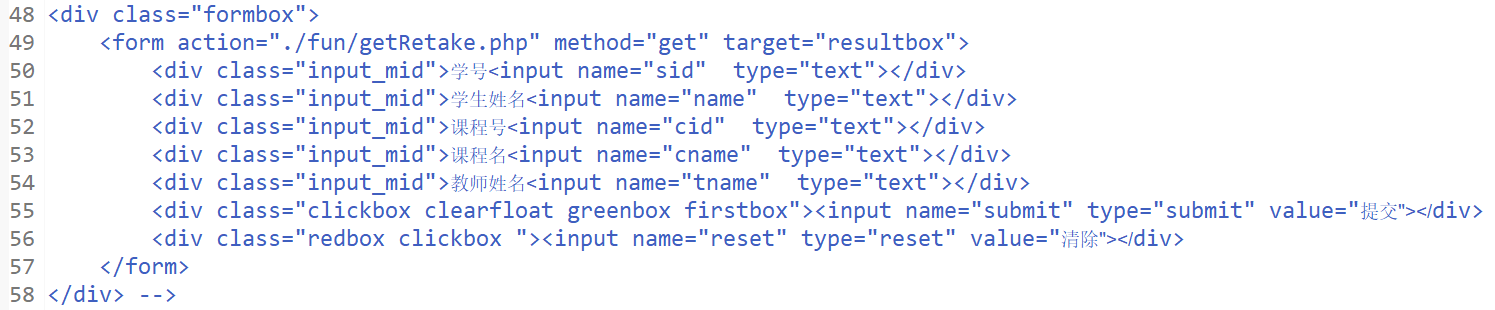 48 <div class="formbox">
49     <form action="./fun/getRetake.php" method="get" target="resultbox">
50         <div class="input_mid">学号<input name="sid"  type="text"></div>
51         <div class="input_mid">学生姓名<input name="name"  type="text"></div>
52         <div class="input_mid">课程号<input name="cid"  type="text"></div>
53         <div class="input_mid">课程名<input name="cname"  type="text"></div>
54         <div class="input_mid">教师姓名<input name="tname"  type="text"></div>
55         <div class="clickbox clearfloat greenbox firstbox"><input name="submit" type="submit" value="提交"></div>
56         <div class="redbox clickbox "><input name="reset" type="reset" value="清除"></div>
57     </form>
58 </div> -->